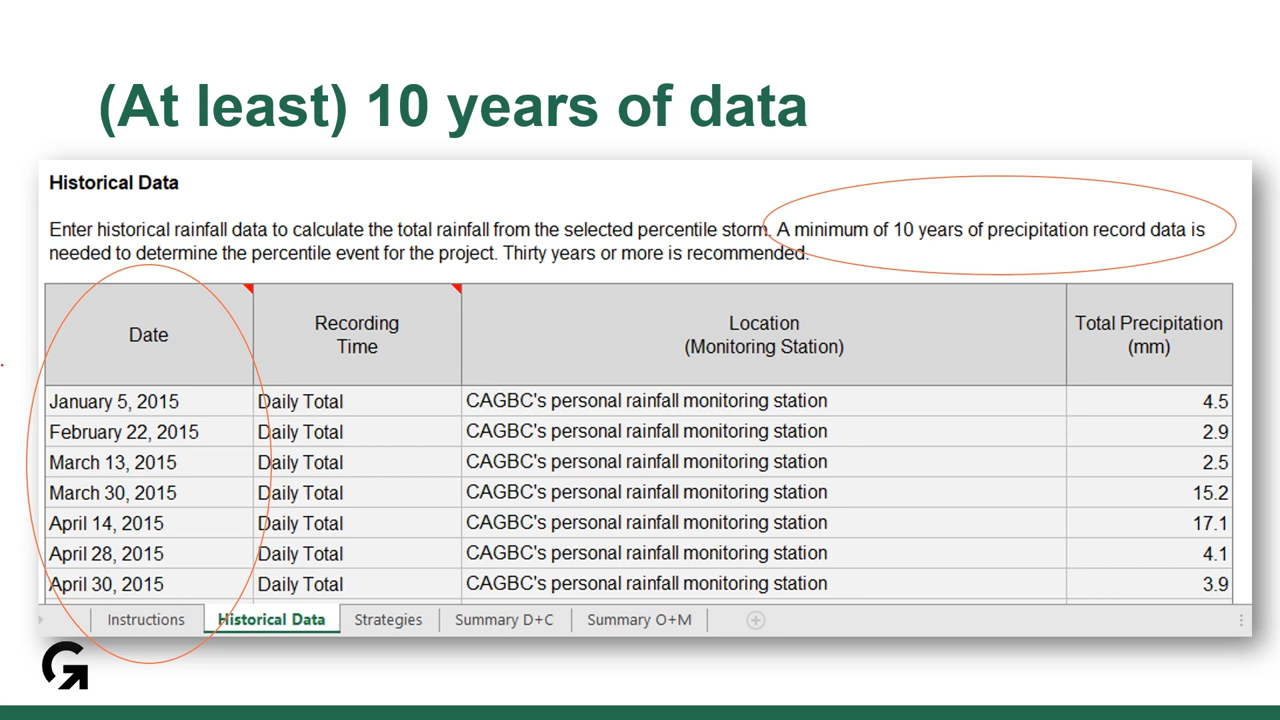 (At least) 10 years of data
Historical Data
Enter historical rainfall data to calculate the total rainfall from the selected percentile storm. A minimum of 10 years of precipitation record data is
needed to determine the percentile event for the project. Thirty years or more is recommended.
Date Recording Time Location (Monitoring Station) Total Precipitation (mm)
January 5, 2015 Daily Total CAGBC's personal rainfall monitoring station 4.5
February 22, 2015 Daily Total CAGBC's personal rainfall monitoring station 2.9
March 13, 2015 Daily Total CAGBC's personal rainfall monitoring station 2.5
March 30, 2015 Daily Total CAGBC's personal rainfall monitoring station 15.2
April 14, 2015 Daily Total CAGBC's personal rainfall monitoring station 17.1
April 28, 2015 Daily Total CAGBC's personal rainfall monitoring station 4.1
April 30, 2015 Daily Total CAGBC's personal rainfall monitoring station 3.9
Instructions Historical Data Strategies Summary D+C Summary O+M